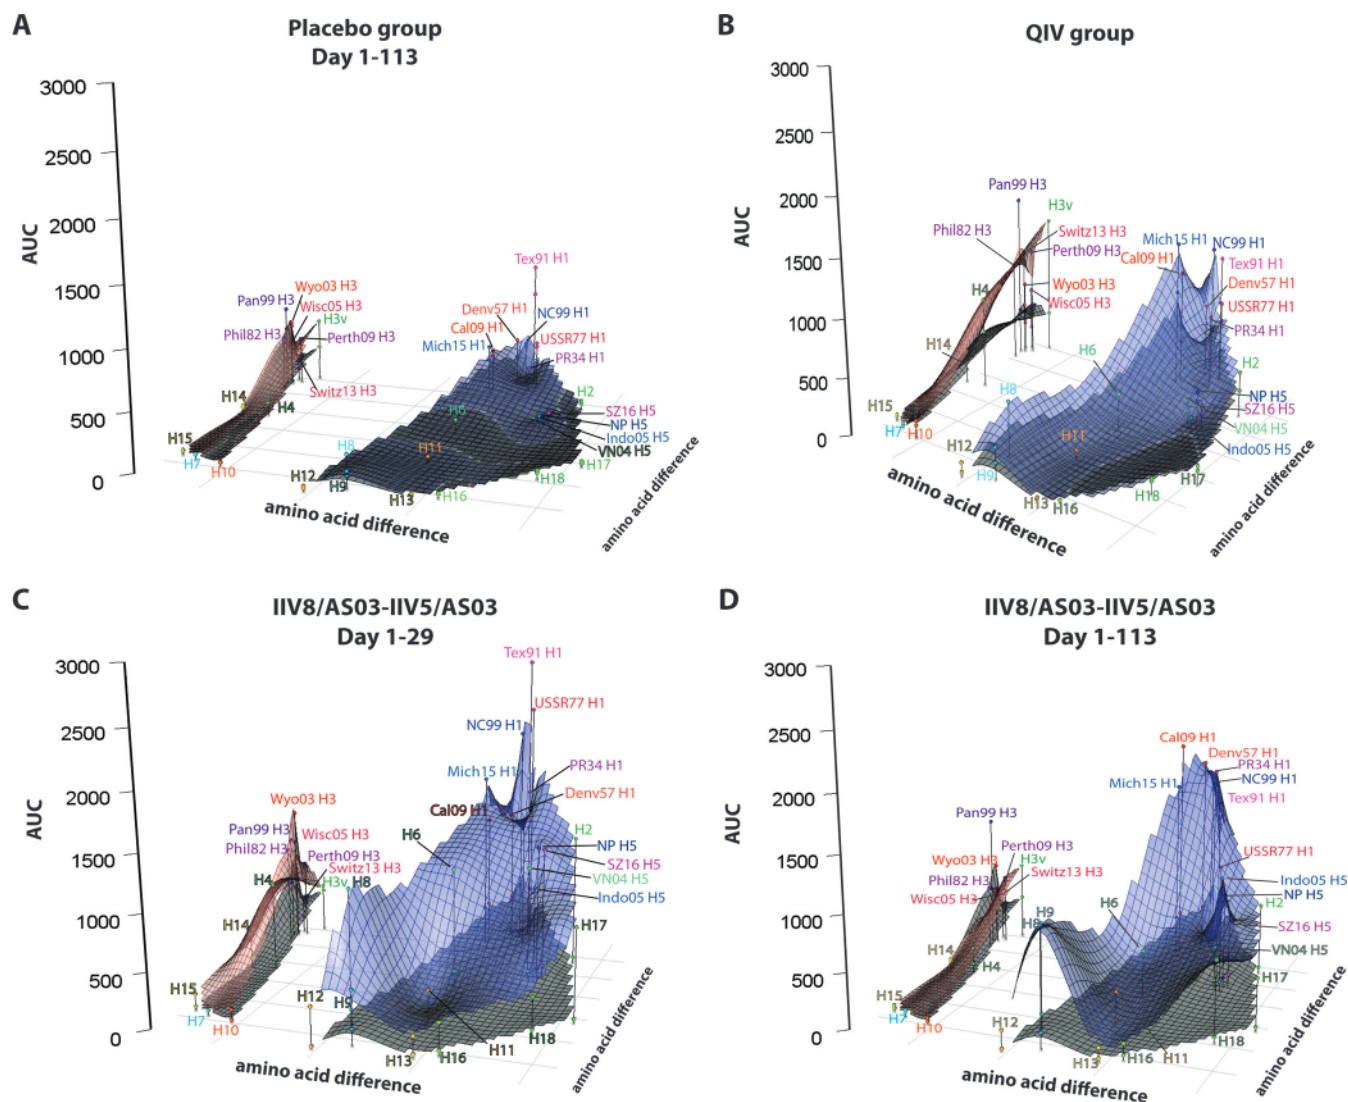 A
Placebo group
Day 1-113
3000
2500
2000
1500
1000
500
0
AUC
Tex91 H1
Wyo03 H3
Pan99 H3
Wisc05 H3
H3v
Phil82 H3
Perth09 H3
Switz13 H3
Denv57 H1
NC99 H1
Cal09 H1
USSR77 H1
Mich15 H1
PR34 H1
H14
H4
H2
H6
SZ16 H5
NP H5
Indo05 H5
VN04 H5
H15
H7
H10
H8
H11
H12
H9
H17
H18
H13
H16
amino acid difference
amino acid difference
B
QIV group
3000
2500
2000
1500
1000
500
0
AUC
Pan99 H3
H3v
Phil82 H3
Switz13 H3
Perth09 H3
Mich15 H1
NC99 H1
Cal09 H1
Tex91 H1
Wyo03 H3
Denv57 H1
H4
Wisc05 H3
USSR77 H1
PR34 H1
H14
H6
H2
H15
H7
H10
NP H5
SZ16 H5
VN04 H5
H11
H12
Indo05 H5
H9
H8
H17
H18
H13
H16
amino acid difference
amino acid difference
C
IIV8/AS03-IIV5/AS03
Day 1-29
3000
2500
2000
1500
1000
500
0
AUC
Tex91 H1
USSR77 H1
NC99 H1
Mich15 H1
PR34 H1
Wyo03 H3
Denv57 H1
Cal09 H1
Pan99 H3
Wisc05 H3
H6
H2
Phil82 H3
Perth09 H3
NP H5
Switz13 H3
SZ16 H5
H4
H3v
H8
VN04 H5
Indo05 H5
H14
H17
H15
H12
H9
H7
H10
H18
H11
H13
H16
amino acid difference
amino acid difference
D
IIV8/AS03-IIV5/AS03
Day 1-113
3000
2500
2000
1500
1000
500
0
AUC
Cal09 H1
Denv57 H1
PR34 H1
Mich15 H1
NC99 H1
Tex91 H1
Pan99 H3
Perth09 H3
USSR77 H1
Wyo03 H3
H3v
Switz13 H3
Phil82 H3
Indo05 H5
Wisc05 H3
NP H5
H9
H6
H2
H8
SZ16 H5
H14
H4
VN04 H5
H17
H15
H7
H10
H12
H18
H13
H16
H11
amino acid difference
amino acid difference